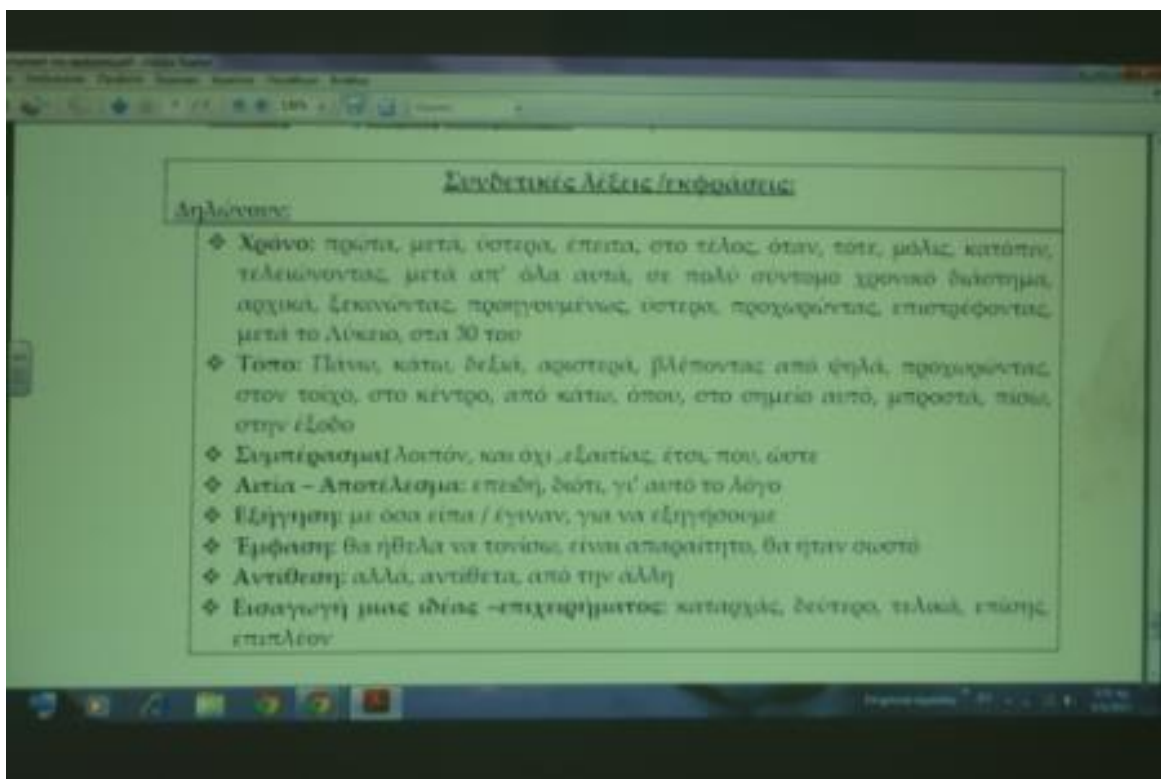 Συνδετικές λέξεις /εκφράσεις:
Δηλώνουν:
❖ Χρόνο: πρώτα, μετά, ύστερα, έπειτα, στο τέλος, όταν, τότε, μόλις, κατόπιν,
τελειώνοντας, μετά απ' όλα αυτά, σε πολύ σύντομο χρονικό διάστημα,
αρχικά, ξεκινώντας, προηγουμένως, ύστερα, προχωρώντας, επιστρέφοντας,
μετά το Λύκειο, στα 30 του
❖ Τόπο: Πάνω, κάτω, δεξιά, αριστερά, βλέποντας από ψηλά, προχωρώντας,
στον τοίχο, στο κέντρο, από κάτω, όπου, στο σημείο αυτό, μπροστά, πίσω,
στην έξοδο
❖ Συμπέρασμα: λοιπόν, και όχι ,εξαιτίας, έτσι, που, ώστε
❖ Αιτία – Αποτέλεσμα: επειδή, διότι, γι' αυτό το λόγο
❖ Εξήγηση: με όσα είπα / έγιναν, για να εξηγήσουμε
❖ Έμφαση: θα ήθελα να τονίσω, είναι απαραίτητο, θα ήταν σωστό
❖ Αντίθεση: αλλά, αντίθετα, από την άλλη
❖ Εισαγωγή μιας ιδέας –επιχειρήματος: καταρχάς, δεύτερο, τελικά, επίσης,
επιπλέον